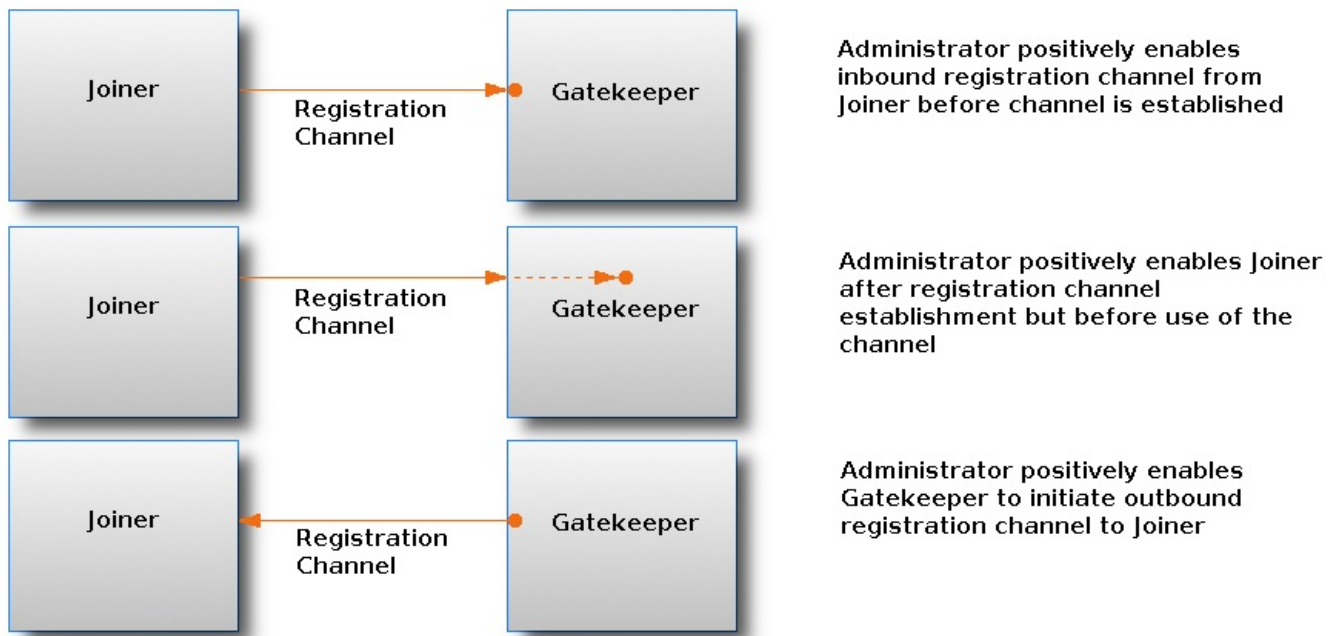 Joiner
Registration
Channel
Gatekeeper
Administrator positively enables
inbound registration channel from
Joiner before channel is established
Joiner
Registration
Channel
Gatekeeper
Administrator positively enables Joiner
after registration channel
establishment but before use of the
channel
Joiner
Registration
Channel
Gatekeeper
Administrator positively enables
Gatekeeper to initiate outbound
registration channel to Joiner